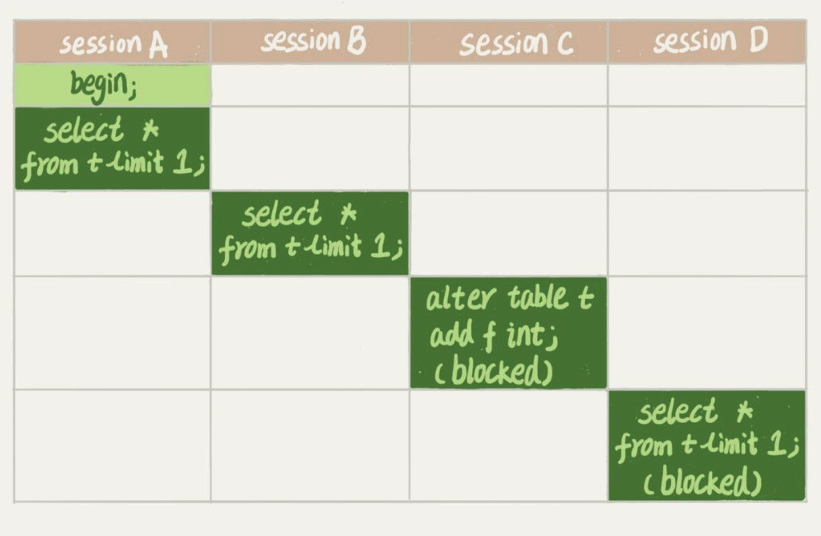 session A
session B
session C
session D
begin;
select *
from t limit 1;
select *
from t limit 1;
alter table t
add f int;
(blocked)
select *
from t limit 1;
(blocked)